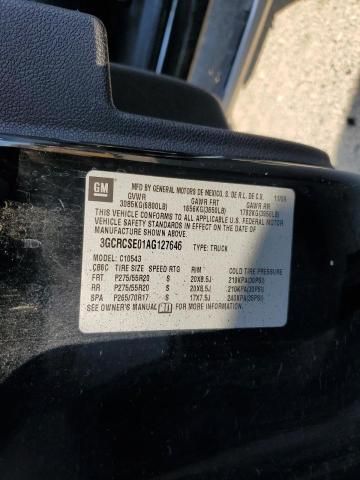 GM
MFD BY GENERAL MOTORS DE MEXICO, S. DE R.L. DE C.V. 11/09
GVWR GAWR FRT GAWR RR
3085KG(6800LB) 1656KG(3650LB) 1792KG(3950LB)
THIS VEHICLE CONFORMS TO ALL APPLICABLE U.S. FEDERAL MOTOR
VEHICLE SAFETY STANDARDS IN EFFECT ON THE DATE OF
MANUFACTURE SHOWN ABOVE.
3GCRCSE01AG127646 TYPE: TRUCK
MODEL: C10543
TIRE SIZE SPEED RTG RIM COLD TIRE PRESSURE
FRT P275/55R20 S 20X8.5J 210KPA(30PSI)
RR P275/55R20 S 20X8.5J 210KPA(30PSI)
SPA P265/70R17 S 17X7.5J 240KPA(35PSI)
SEE OWNER'S MANUAL FOR MORE INFORMATION.